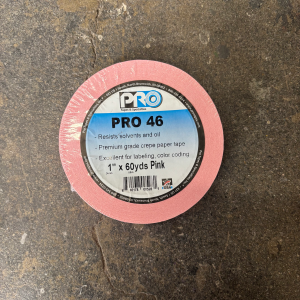 PRO
PRO 46
- Resists solvents and oil
- Premium grade crepe paper tape
- Excellent for labeling, color coding
1" x 60yds Pink